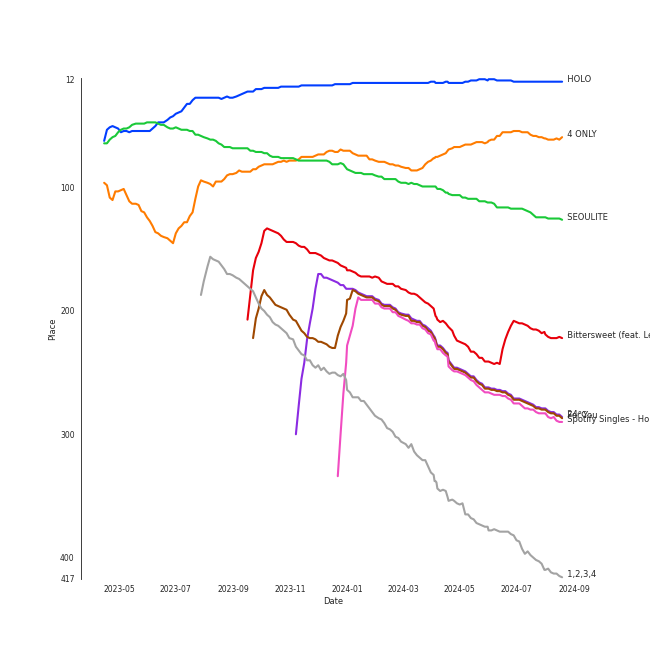 12
100
200
300
400
417
Place
2023-05
2023-07
2023-09
2023-11
2024-01
2024-03
2024-05
2024-07
2024-09
Date
HOLO
4 ONLY
SEOULITE
Bittersweet (feat. Le
Spotify Singles - Ho
1,2,3,4